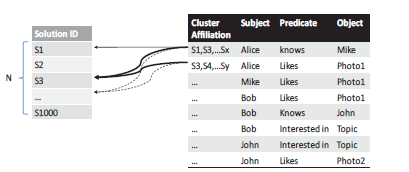 Solution ID
S1
S2
S3
...
S1000
N
Cluster Affiliation Subject Predicate Object
S1,S3,...Sx Alice knows Mike
S3,S4,...Sy Alice Likes Photo1
... Mike Likes Photo1
... Bob Likes Photo1
... Bob Knows John
... Bob Interested in Topic
... John Interested in Topic
... John Likes Photo2